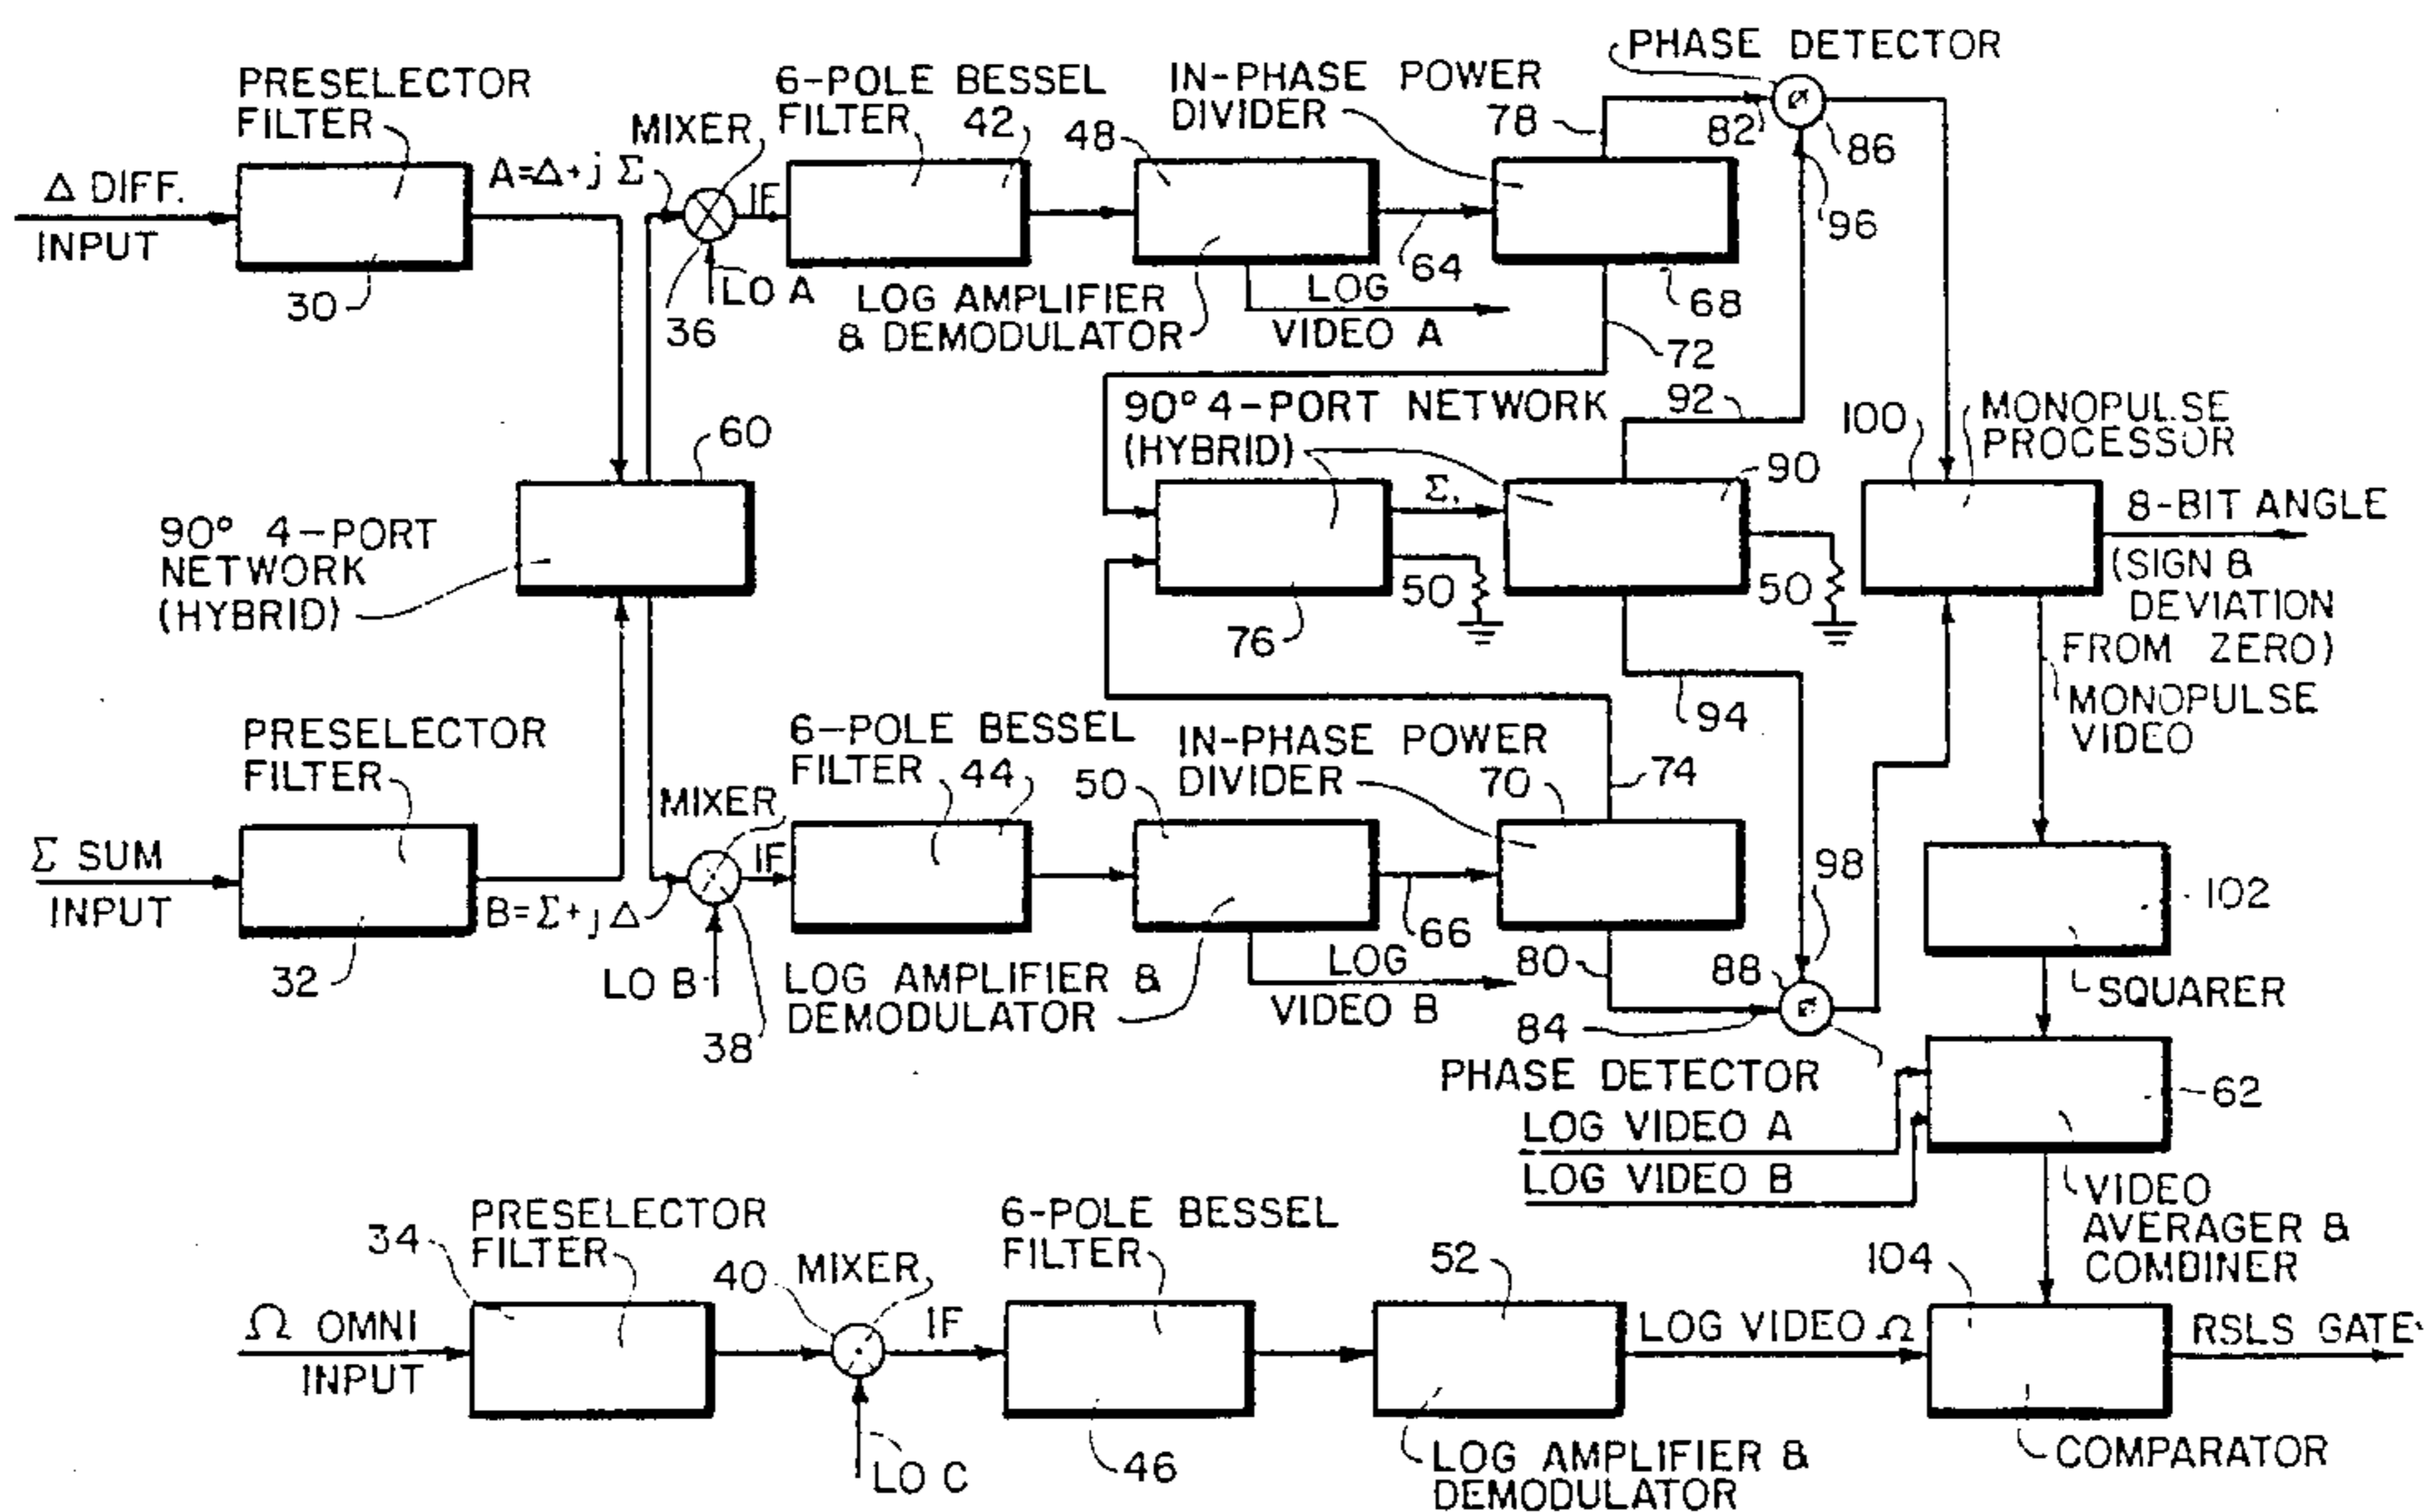 PHASE DETECTOR
PRESELECTOR
FILTER
6-POLE BESSEL
FILTER
42
IN-PHASE POWER
DIVIDER
78
82
86
MIXER
48
Δ DIFF.
INPUT
A=Δ+j Σ
IF
96
30
36
LO A
LOG AMPLIFIER
& DEMODULATOR
LOG
VIDEO A
64
68
72
60
90° 4-PORT NETWORK
(HYBRID)
92
100
MONOPULSE
PROCESSOR
90
Σ
8-BIT ANGLE
(SIGN &
DEVIATION
FROM ZERO)
90° 4-PORT
NETWORK
(HYBRID)
50
50
76
94
MONOPULSE
VIDEO
PRESELECTOR
FILTER
6-POLE BESSEL
FILTER
44
IN-PHASE POWER
DIVIDER
74
MIXER
50
70
Σ SUM
INPUT
B=Σ+j Δ
IF
98
102
32
LO B
38
LOG AMPLIFIER &
DEMODULATOR
LOG
VIDEO B
66
80
88
84
SQUARER
PHASE DETECTOR
62
LOG VIDEO A
LOG VIDEO B
VIDEO
AVERAGER &
COMBINER
34
PRESELECTOR
FILTER
40
MIXER
6-POLE BESSEL
FILTER
52
104
Ω OMNI
INPUT
IF
LOG VIDEO Ω
RSLS GATE
LO C
46
LOG AMPLIFIER &
DEMODULATOR
COMPARATOR